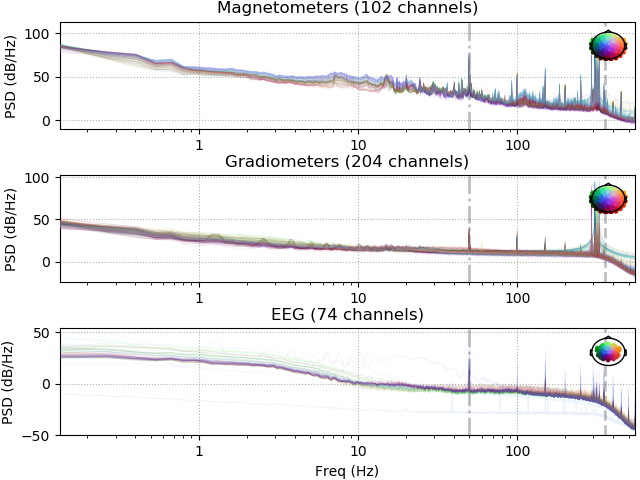 Magnetometers (102 channels)
PSD (dB/Hz)
100
50
0
1 10 100
Gradiometers (204 channels)
PSD (dB/Hz)
100
50
0
1 10 100
EEG (74 channels)
PSD (dB/Hz)
50
0
−50
1 10 100
Freq (Hz)